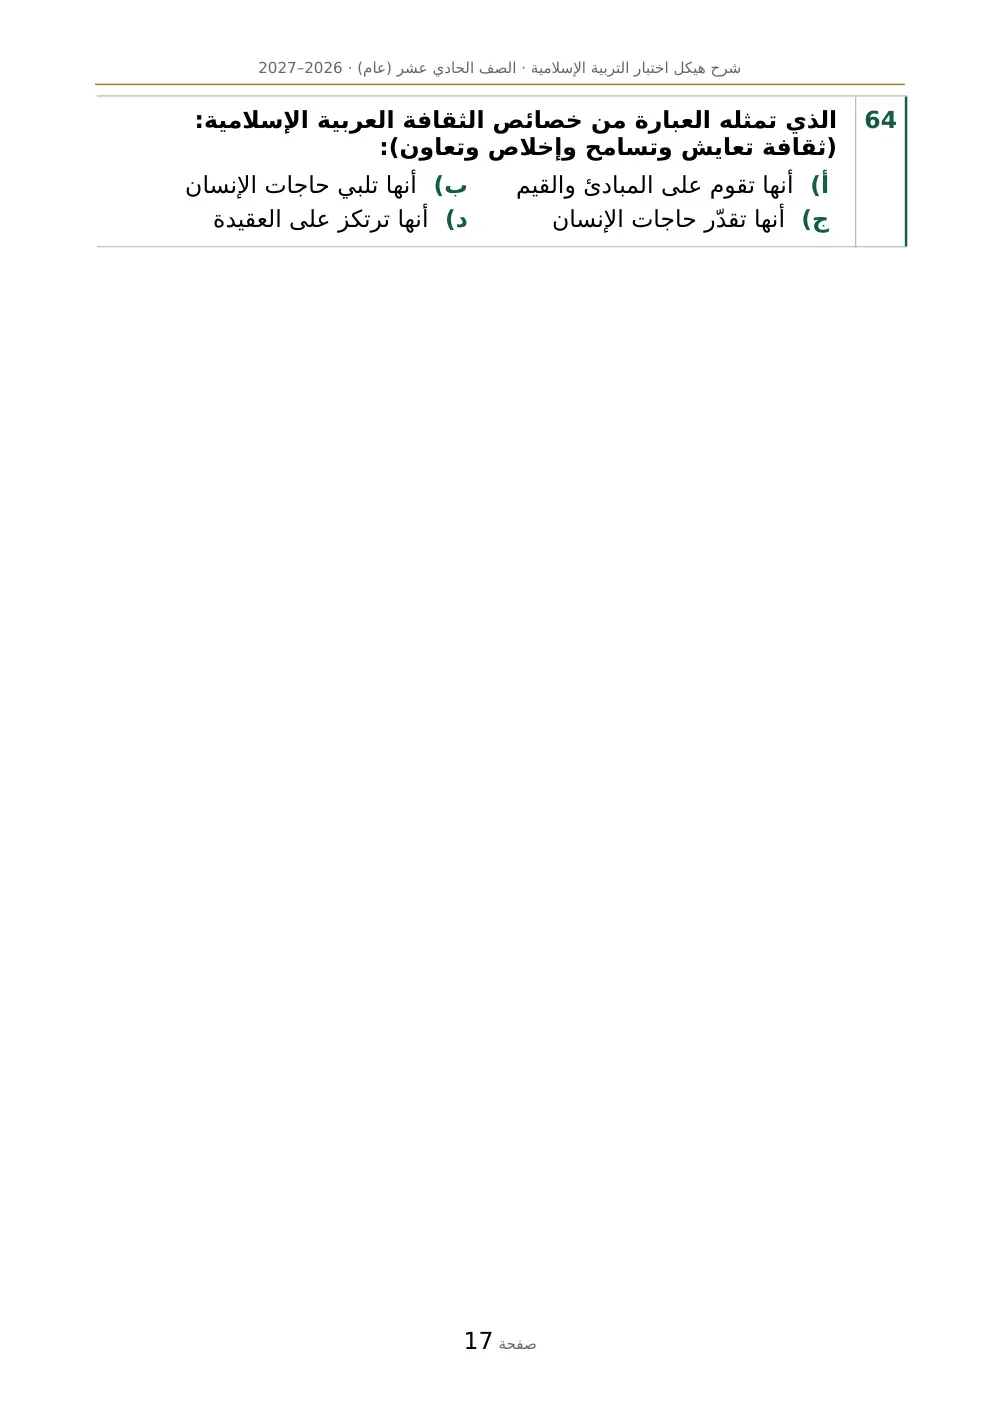 شرح هيكل اختبار التربية الإسلامية · الصف الحادي عشر (عام) · 2026–2027
64
الذي تمثله العبارة من خصائص الثقافة العربية الإسلامية:
(ثقافة تعايش وتسامح وإخلاص وتعاون):
أ) أنها تقوم على المبادئ والقيم ب) أنها تلبي حاجات الإنسان
ج) أنها تقدّر حاجات الإنسان د) أنها ترتكز على العقيدة
صفحة 17